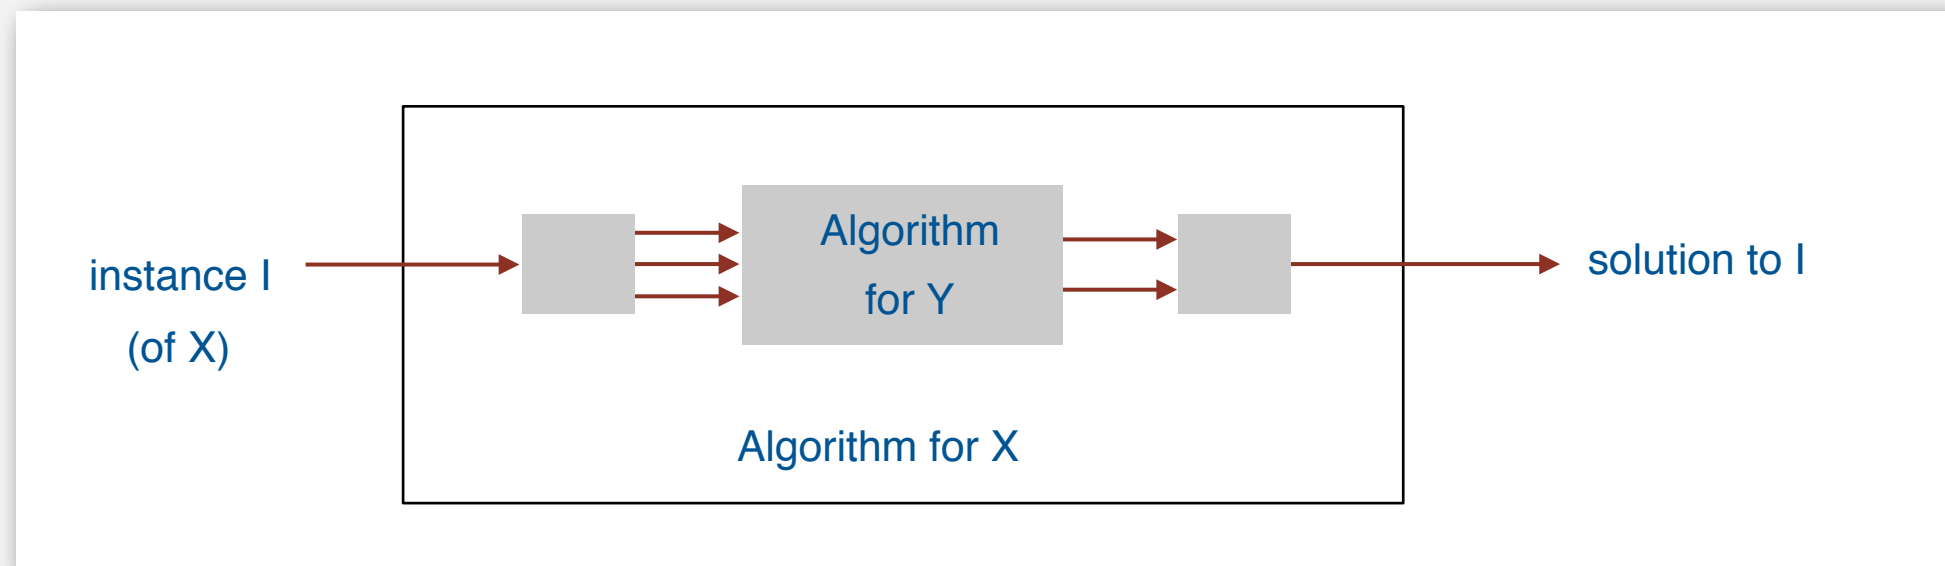 instance I
(of X)
Algorithm
for Y
Algorithm for X
solution to I